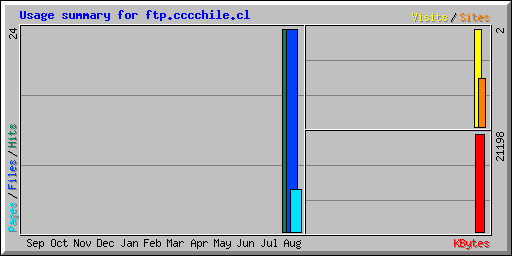 Usage summary for ftp.cccchile.cl
Visits / Sites
24
2
Pages / Files / Hits
21198
Sep Oct Nov Dec Jan Feb Mar Apr May Jun Jul Aug
KBytes